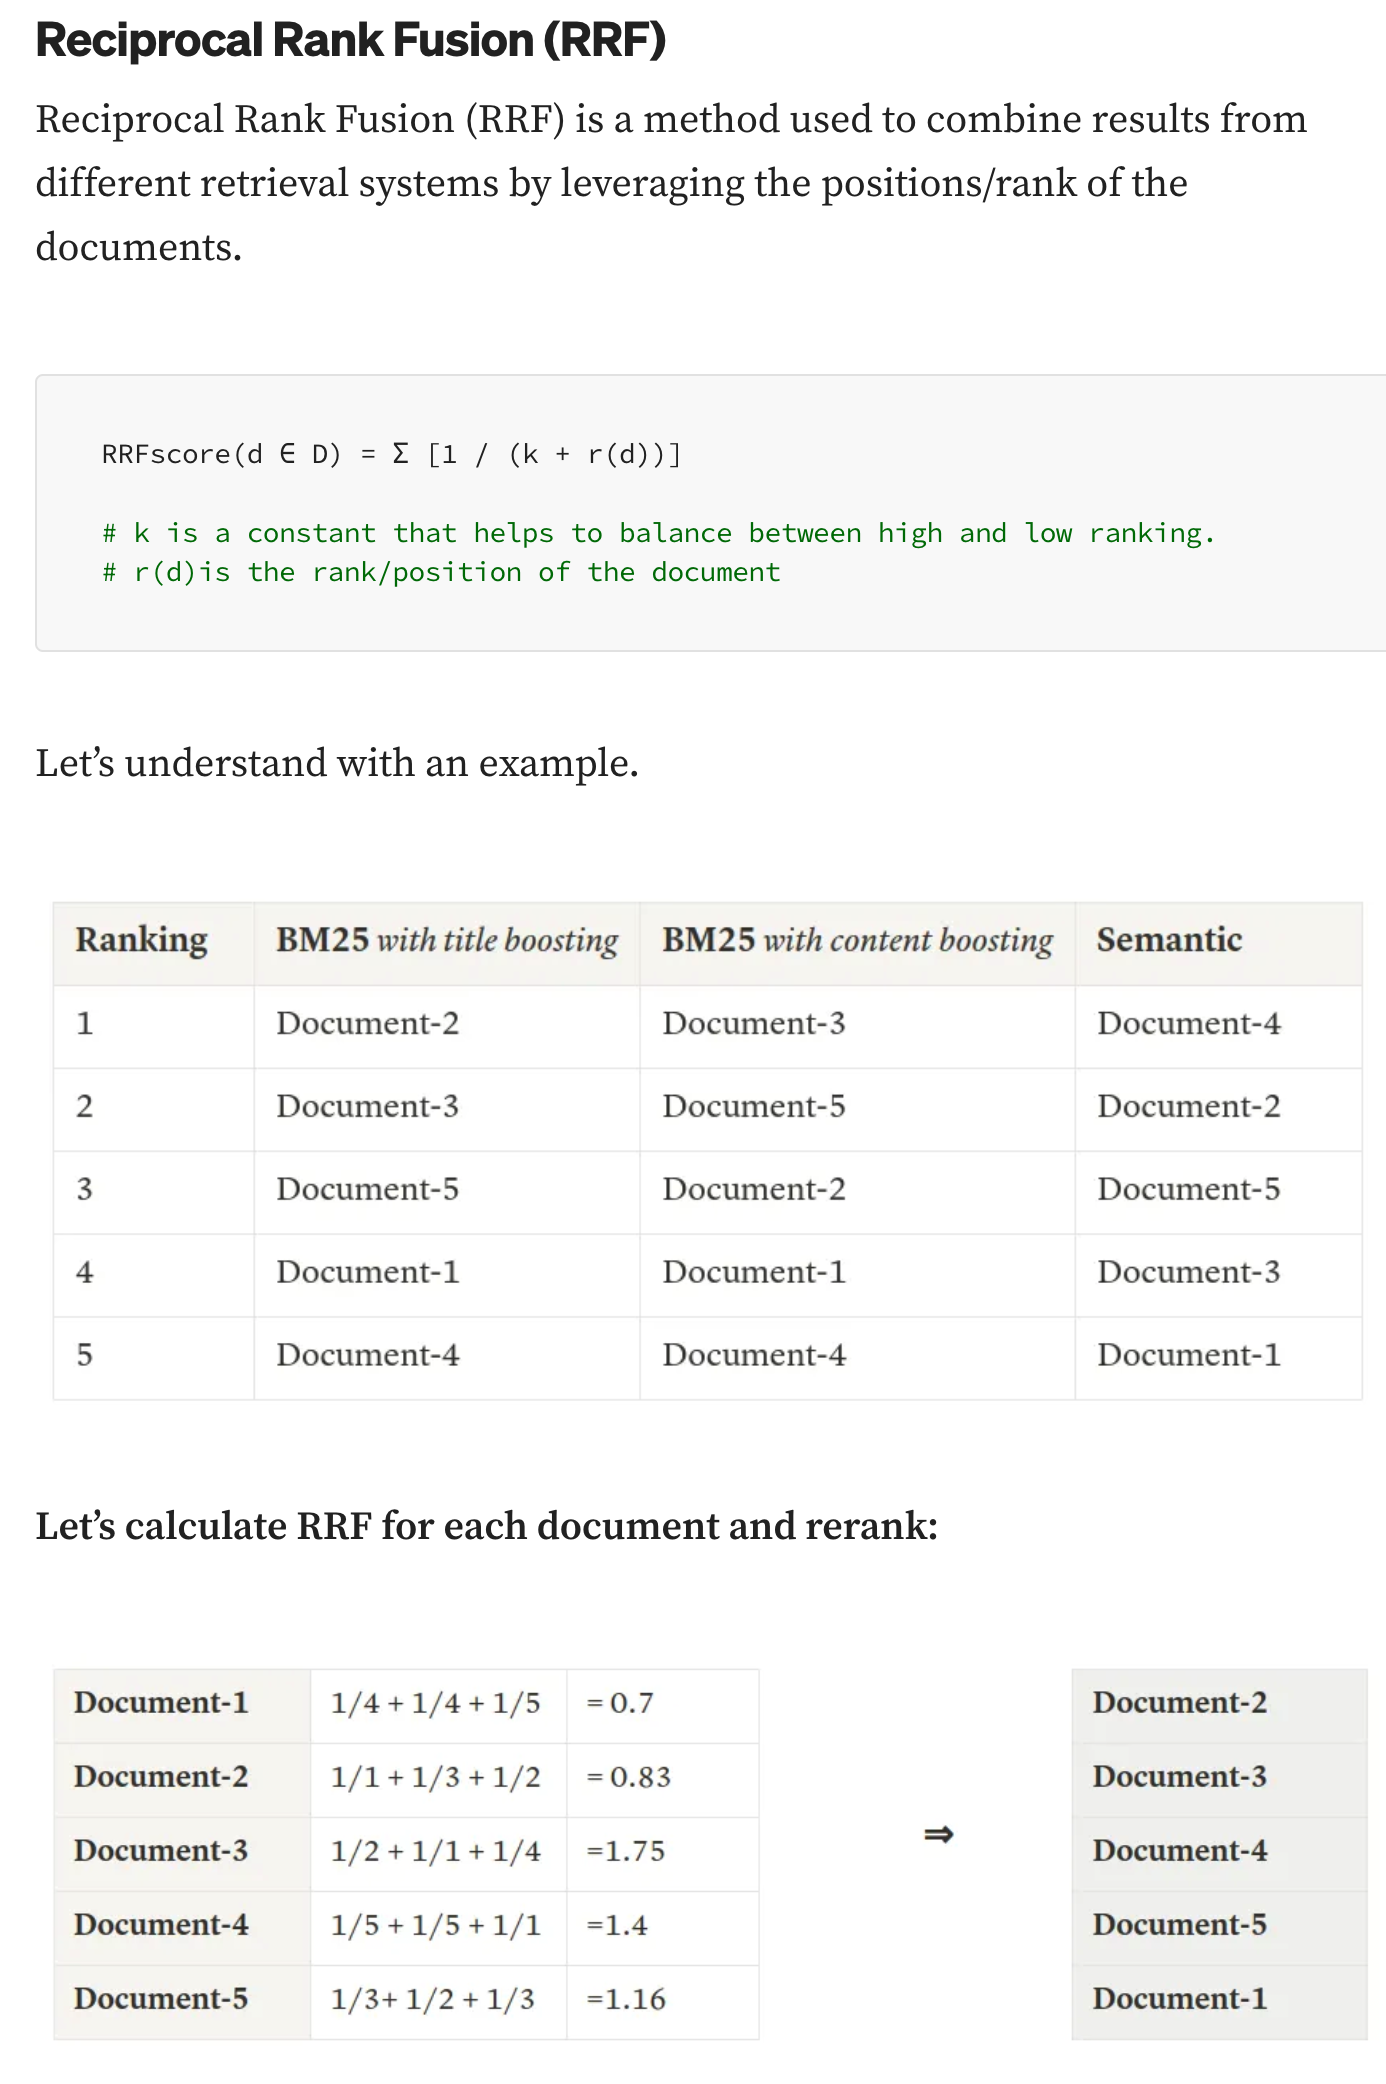 Reciprocal Rank Fusion (RRF)
Reciprocal Rank Fusion (RRF) is a method used to combine results from
different retrieval systems by leveraging the positions/rank of the
documents.
RRFscore(d ∈ D) = Σ [1 / (k + r(d))]
# k is a constant that helps to balance between high and low ranking.
# r(d)is the rank/position of the document
Let’s understand with an example.
Ranking BM25 with title boosting BM25 with content boosting Semantic
1 Document-2 Document-3 Document-4
2 Document-3 Document-5 Document-2
3 Document-5 Document-2 Document-5
4 Document-1 Document-1 Document-3
5 Document-4 Document-4 Document-1
Let’s calculate RRF for each document and rerank:
Document-1 1/4 + 1/4 + 1/5 = 0.7 Document-2
Document-2 1/1 + 1/3 + 1/2 = 0.83 Document-3
Document-3 1/2 + 1/1 + 1/4 =1.75 ⇒ Document-4
Document-4 1/5 + 1/5 + 1/1 =1.4 Document-5
Document-5 1/3+ 1/2 + 1/3 =1.16 Document-1